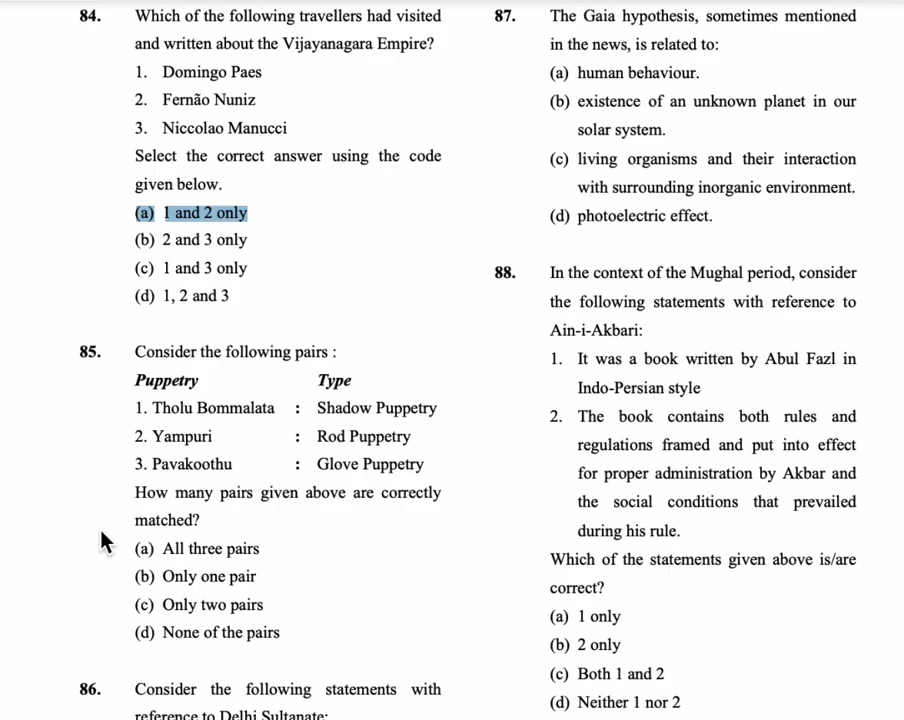 84. Which of the following travellers had visited
and written about the Vijayanagara Empire?
1. Domingo Paes
2. Fernão Nuniz
3. Niccolao Manucci
Select the correct answer using the code
given below.
(a) 1 and 2 only
(b) 2 and 3 only
(c) 1 and 3 only
(d) 1, 2 and 3
85. Consider the following pairs :
Puppetry Type
1. Tholu Bommalata : Shadow Puppetry
2. Yampuri : Rod Puppetry
3. Pavakoothu : Glove Puppetry
How many pairs given above are correctly
matched?
(a) All three pairs
(b) Only one pair
(c) Only two pairs
(d) None of the pairs
86. Consider the following statements with
reference to Delhi Sultanate:
87. The Gaia hypothesis, sometimes mentioned
in the news, is related to:
(a) human behaviour.
(b) existence of an unknown planet in our
solar system.
(c) living organisms and their interaction
with surrounding inorganic environment.
(d) photoelectric effect.
88. In the context of the Mughal period, consider
the following statements with reference to
Ain-i-Akbari:
1. It was a book written by Abul Fazl in
Indo-Persian style
2. The book contains both rules and
regulations framed and put into effect
for proper administration by Akbar and
the social conditions that prevailed
during his rule.
Which of the statements given above is/are
correct?
(a) 1 only
(b) 2 only
(c) Both 1 and 2
(d) Neither 1 nor 2